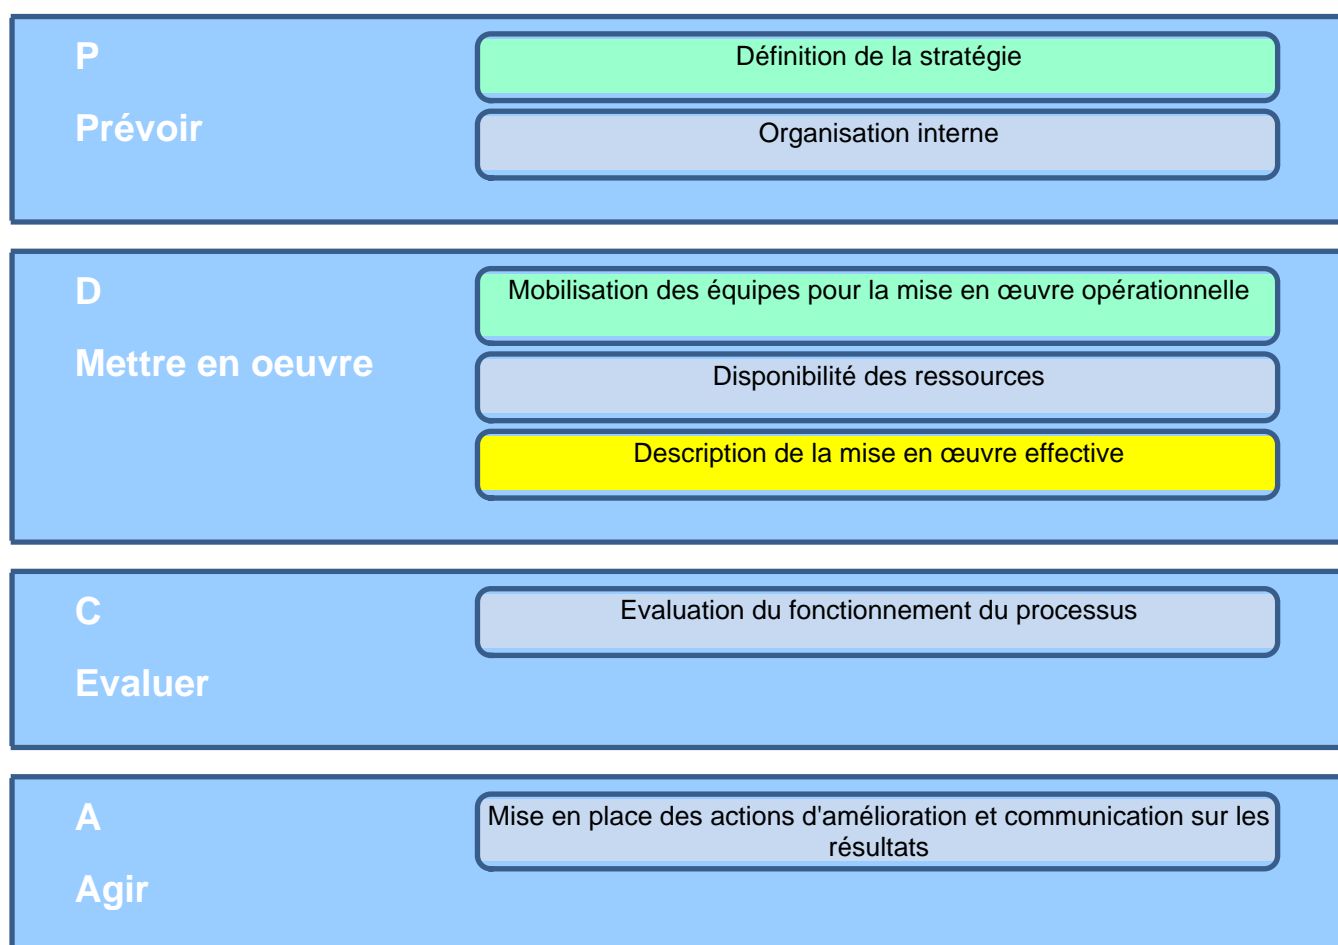 P
Prévoir
Définition de la stratégie
Organisation interne
D
Mettre en oeuvre
Mobilisation des équipes pour la mise en œuvre opérationnelle
Disponibilité des ressources
Description de la mise en œuvre effective
C
Evaluer
Evaluation du fonctionnement du processus
A
Agir
Mise en place des actions d'amélioration et communication sur les
résultats